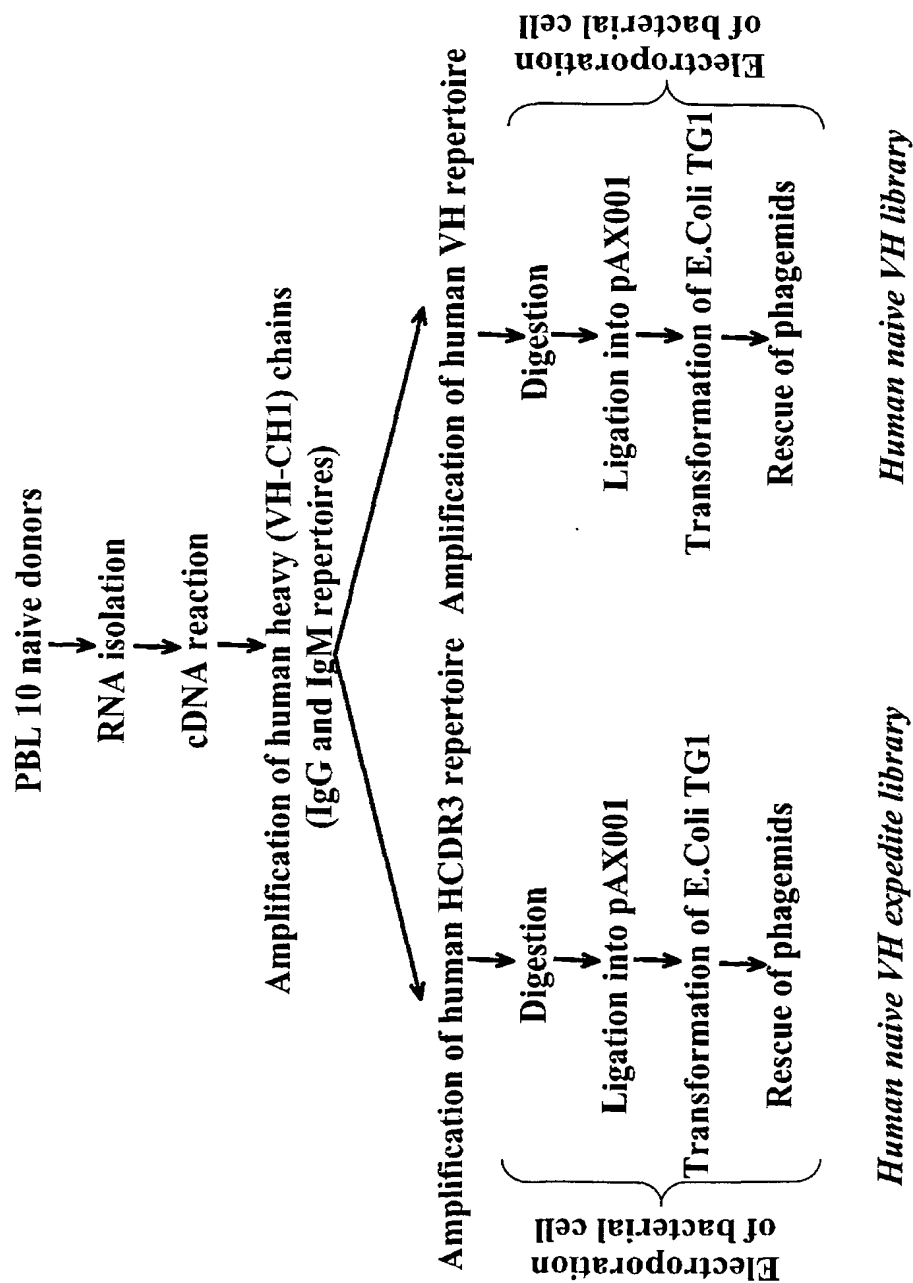 PBL 10 naive donors
RNA isolation
cDNA reaction
Amplification of human heavy (VH-CH1) chains
(IgG and IgM repertoires)
Amplification of human HCDR3 repertoire
Digestion
Ligation into pAX001
Transformation of E.Coli TG1
Rescue of phagemids
Electroporation
of bacterial cell
Human naive VH expedite library
Amplification of human VH repertoire
Digestion
Ligation into pAX001
Transformation of E.Coli TG1
Rescue of phagemids
Electroporation
of bacterial cell
Human naive VH library